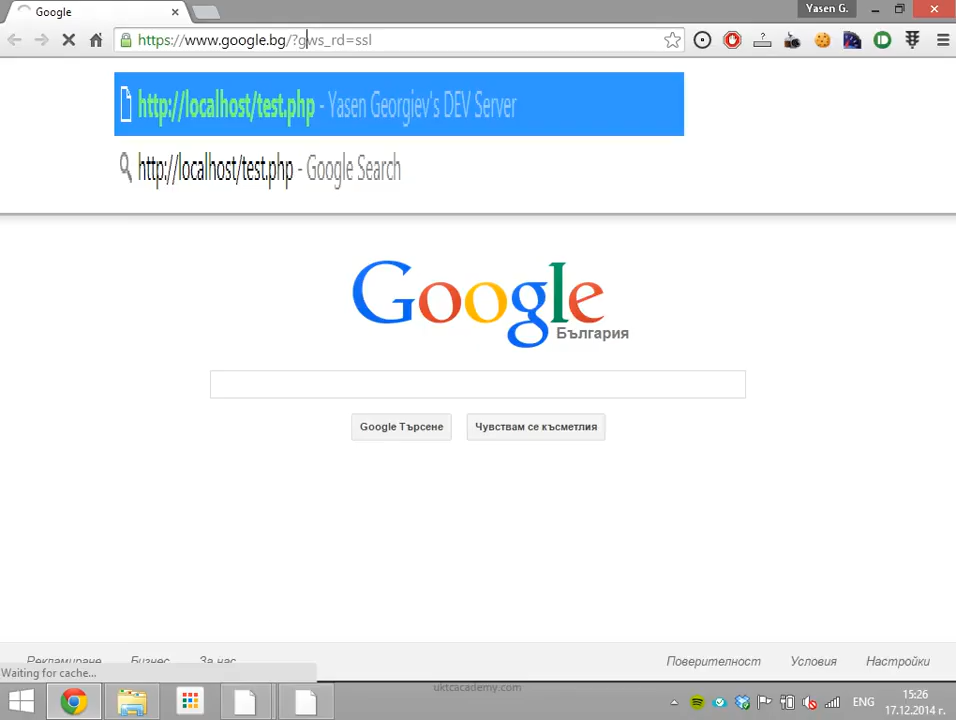 Google
Yasen G.
https://www.google.bg/?gws_rd=ssl
http://localhost/test.php - Yasen Georgiev's DEV Server
http://localhost/test.php - Google Search
Google
България
Google Търсене
Чувствам се късметлия
Рекламиране Бизнес За нас
Поверителност Условия Настройки
Waiting for cache...
uktcacademy.com
ENG
15:26
17.12.2014 г.